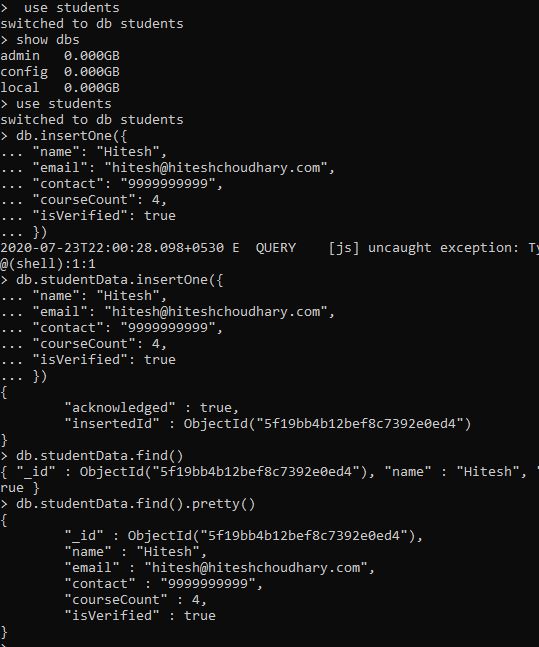 >  use students
switched to db students
> show dbs
admin   0.000GB
config  0.000GB
local   0.000GB
> use students
switched to db students
> db.insertOne({
... "name": "Hitesh",
... "email": "hitesh@hiteshchoudhary.com",
... "contact": "9999999999",
... "courseCount": 4,
... "isVerified": true
... })
2020-07-23T22:00:28.098+0530 E  QUERY    [js] uncaught exception: Ty
@(shell):1:1
> db.studentData.insertOne({
... "name": "Hitesh",
... "email": "hitesh@hiteshchoudhary.com",
... "contact": "9999999999",
... "courseCount": 4,
... "isVerified": true
... })
{
        "acknowledged" : true,
        "insertedId" : ObjectId("5f19bb4b12bef8c7392e0ed4")
}
> db.studentData.find()
{ "_id" : ObjectId("5f19bb4b12bef8c7392e0ed4"), "name" : "Hitesh", "
rue }
> db.studentData.find().pretty()
{
        "_id" : ObjectId("5f19bb4b12bef8c7392e0ed4"),
        "name" : "Hitesh",
        "email" : "hitesh@hiteshchoudhary.com",
        "contact" : "9999999999",
        "courseCount" : 4,
        "isVerified" : true
}
>